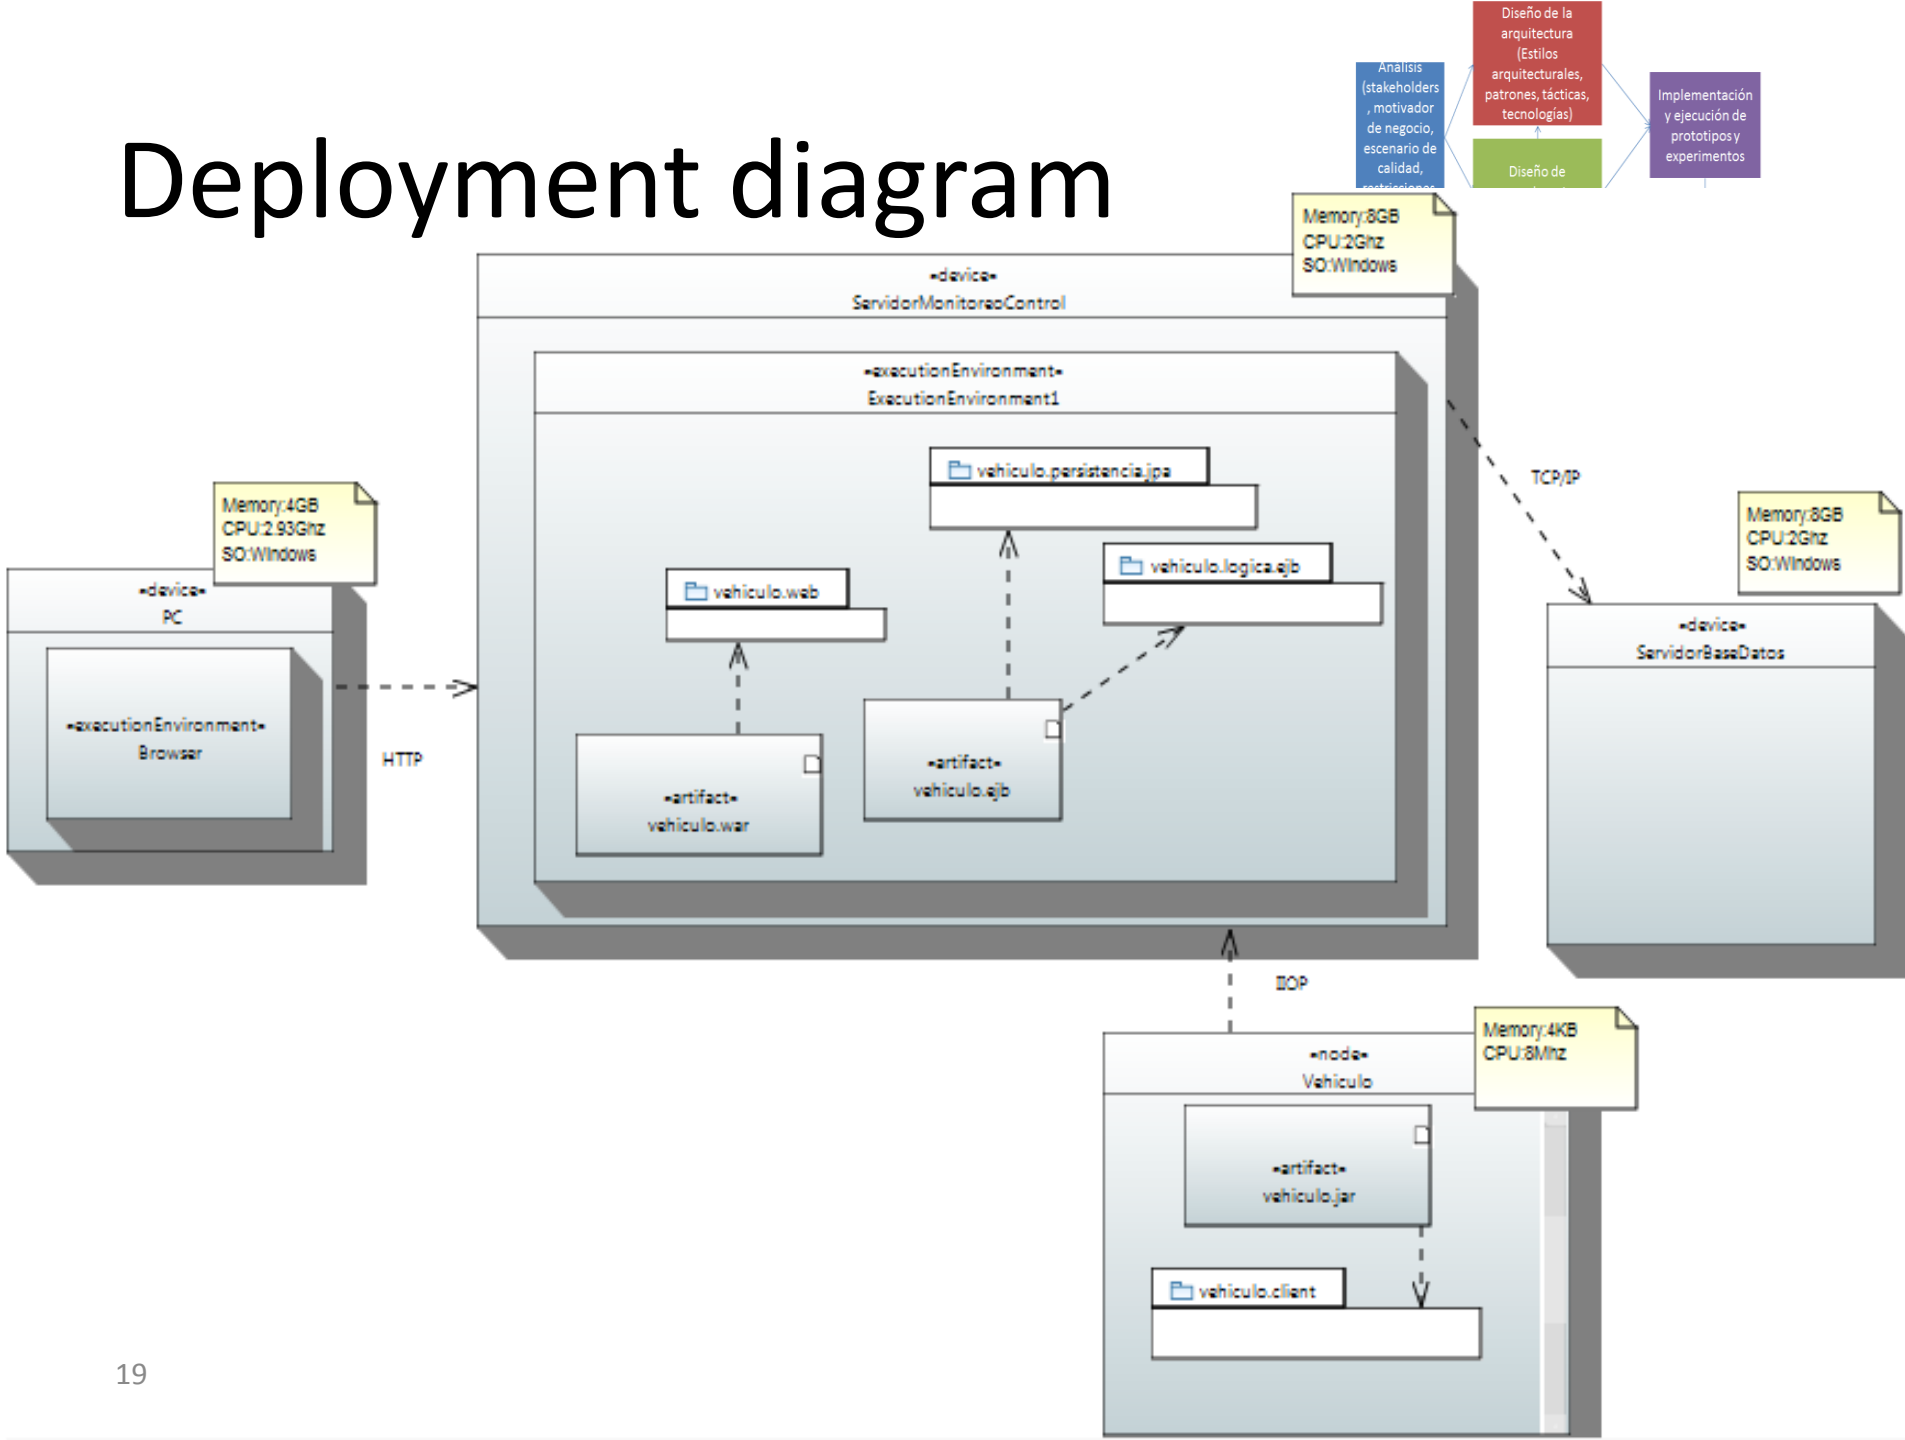 Diseño de la
arquitectura
(Estilos
arquitecturales,
patrones, tácticas,
tecnologías)
Análisis
(stakeholders
, motivador
de negocio,
escenario de
calidad,
restricciones
Implementación
y ejecución de
prototipos y
experimentos
Diseño de
Deployment diagram
Memory:8GB
CPU:2Ghz
SO:Windows
«device»
ServidorMonitoreoControl
«executionEnvironment»
ExecutionEnvironment1
vehiculo.persistencia.jpa
TCP/IP
Memory:4GB
CPU:2.93Ghz
SO:Windows
Memory:8GB
CPU:2Ghz
SO:Windows
vehiculo.logica.ejb
vehiculo.web
«device»
PC
«device»
ServidorBaseDatos
«executionEnvironment»
Browser
HTTP
«artifact»
vehiculo.ejb
«artifact»
vehiculo.war
IIOP
Memory:4KB
CPU:8Mhz
«node»
Vehiculo
«artifact»
vehiculo.jar
vehiculo.client
19